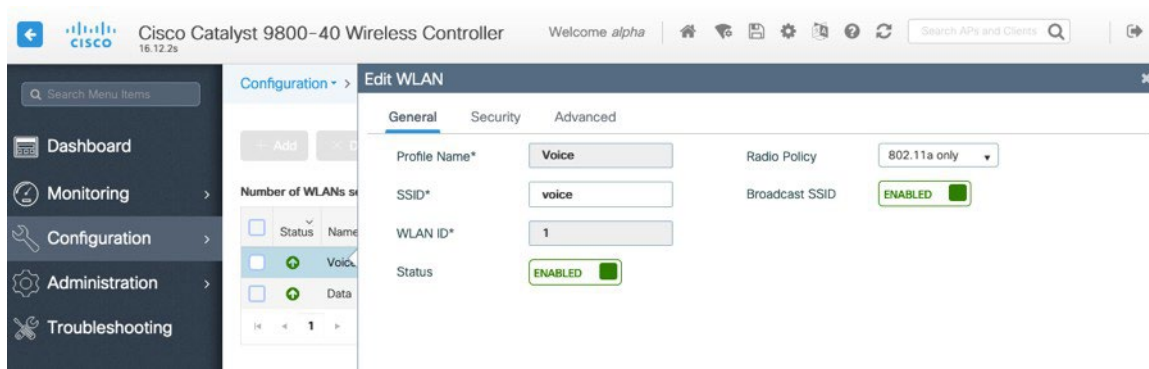 CISCO
Cisco Catalyst 9800-40 Wireless Controller
16.12.2s
Welcome alpha
Search APs and Clients
Search Menu Items
Dashboard
Monitoring
Configuration
Administration
Troubleshooting
Configuration >
+ Add
× D
Number of WLANs se
Status Name
Voice
Data
1
Edit WLAN
General Security Advanced
Profile Name* Voice
Radio Policy 802.11a only
SSID* voice
Broadcast SSID ENABLED
WLAN ID* 1
Status ENABLED